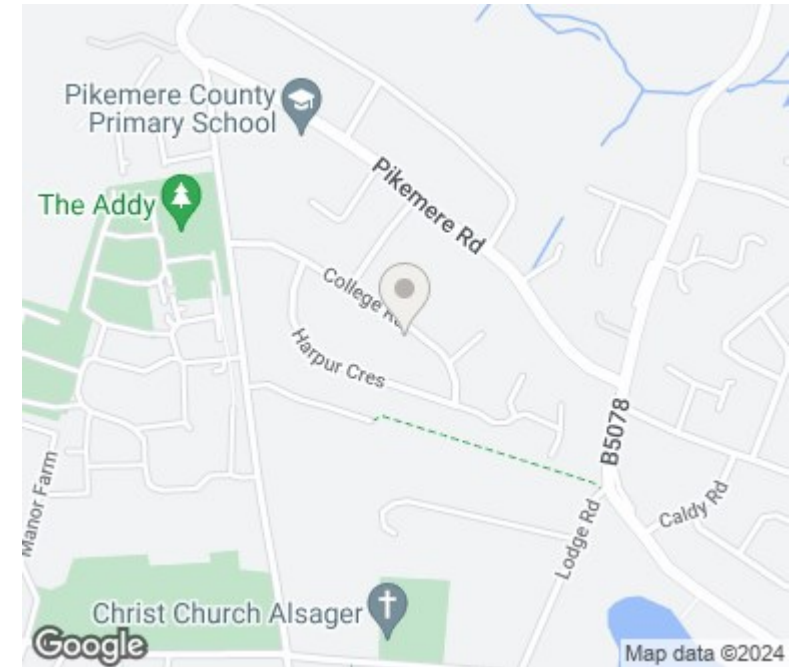 Pikemere County
Primary School
Pikemere Rd
The Addy
College Rd
Harpur Cres
B5078
Manor Farm
Lodge Rd
Caldy Rd
Christ Church Alsager
Google
Map data ©2024